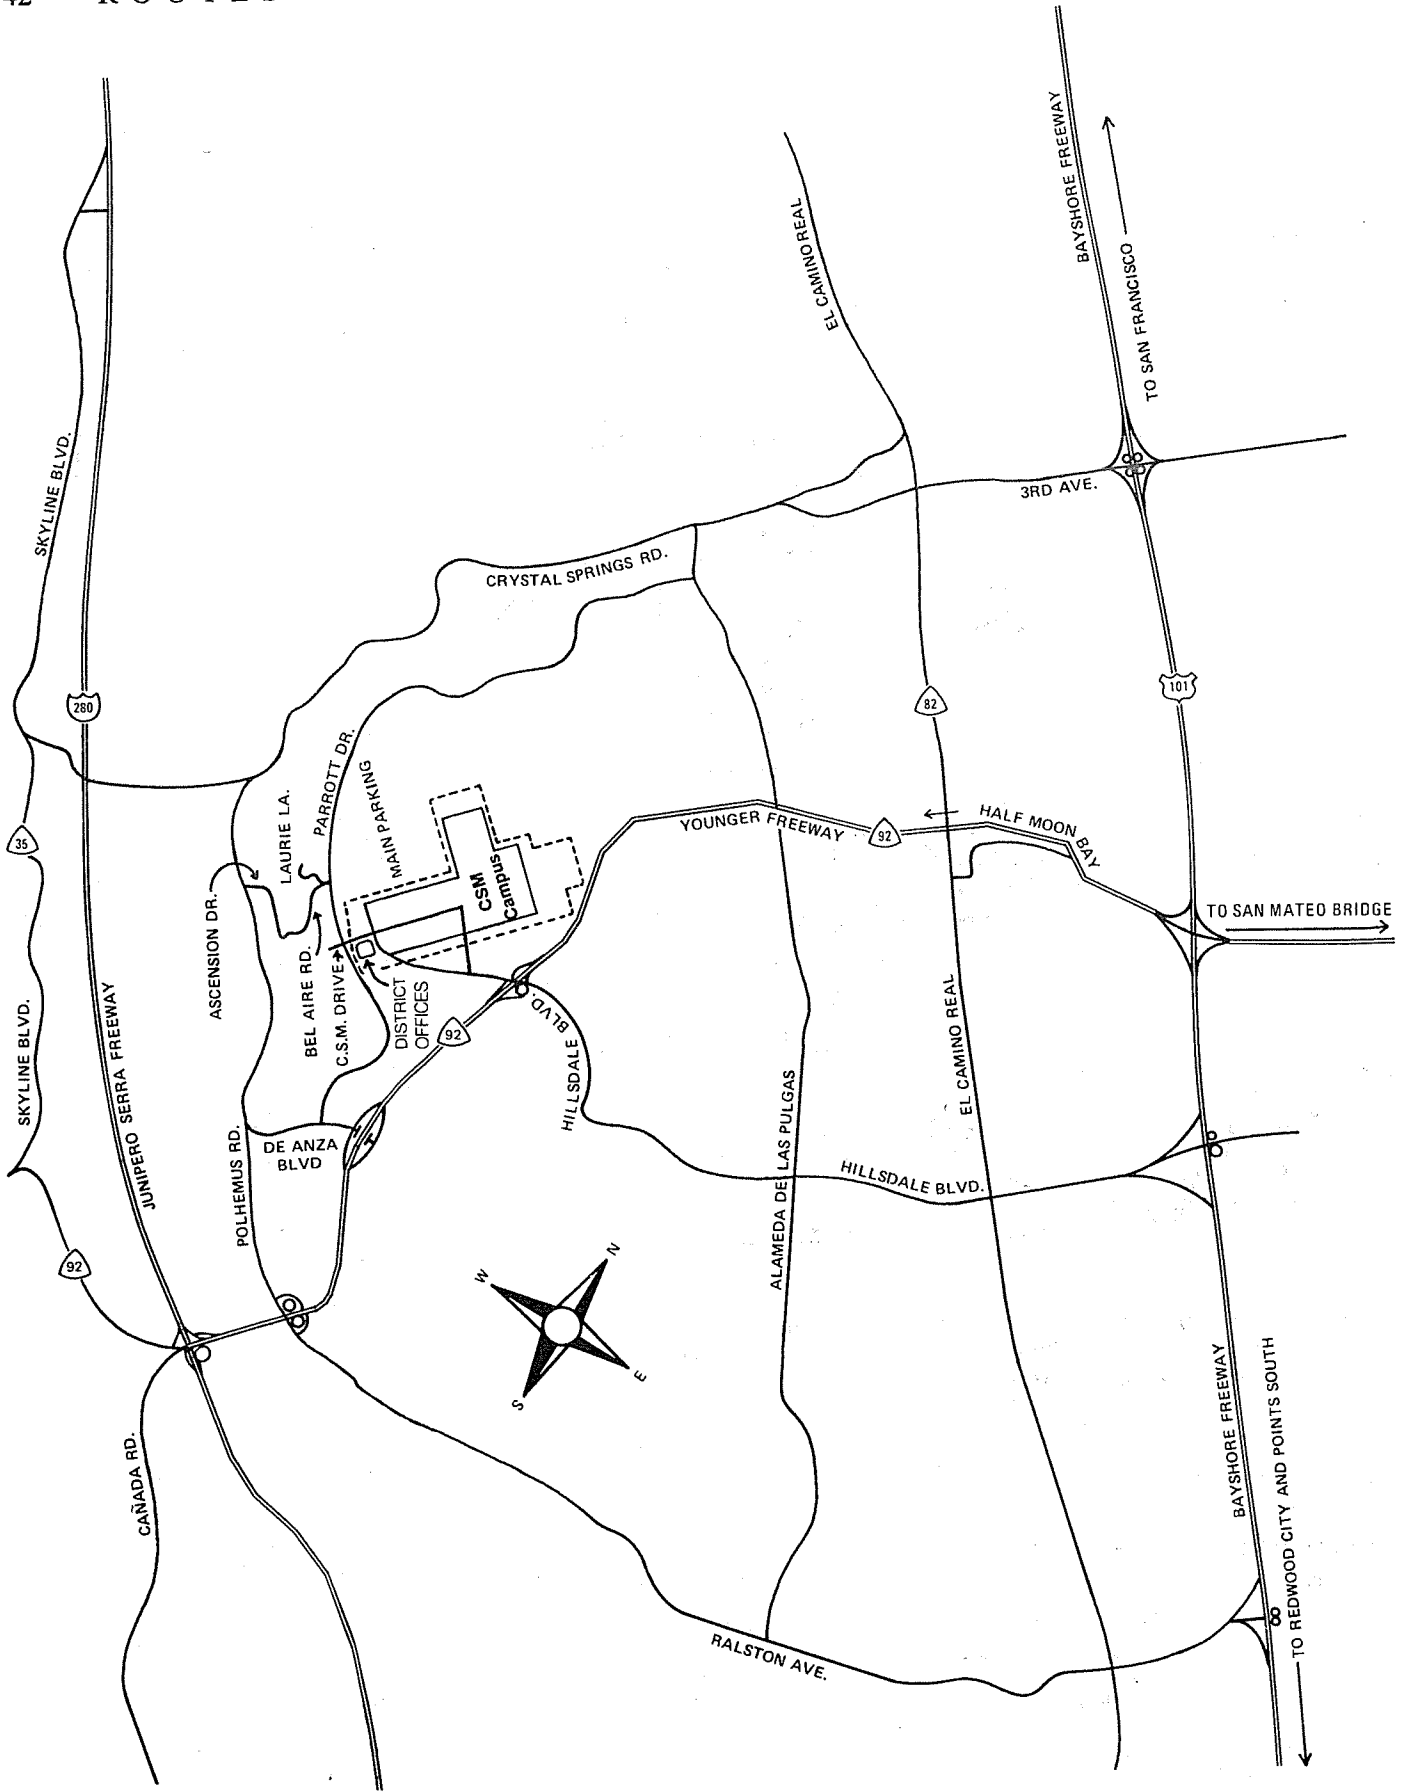 42 ROUTES
BAYSHORE FREEWAY
TO SAN FRANCISCO
EL CAMINO REAL
SKYLINE BLVD.
3RD AVE.
CRYSTAL SPRINGS RD.
280
101
82
PARROTT DR.
LAURIE LA.
MAIN PARKING
YOUNGER FREEWAY
92
HALF MOON
BAY
35
CSM
Campus
ASCENSION DR.
BEL AIRE RD.
C.S.M. DRIVE
DISTRICT
OFFICES
TO SAN MATEO BRIDGE
SKYLINE BLVD.
JUNIPERO SERRA FREEWAY
92
HILLSDALE BLVD.
EL CAMINO REAL
ALAMEDA DE LAS PULGAS
POLHEMUS RD.
DE ANZA
BLVD
HILLSDALE BLVD.
92
N
W
E
S
CAÑADA RD.
BAYSHORE FREEWAY
TO REDWOOD CITY AND POINTS SOUTH
RALSTON AVE.